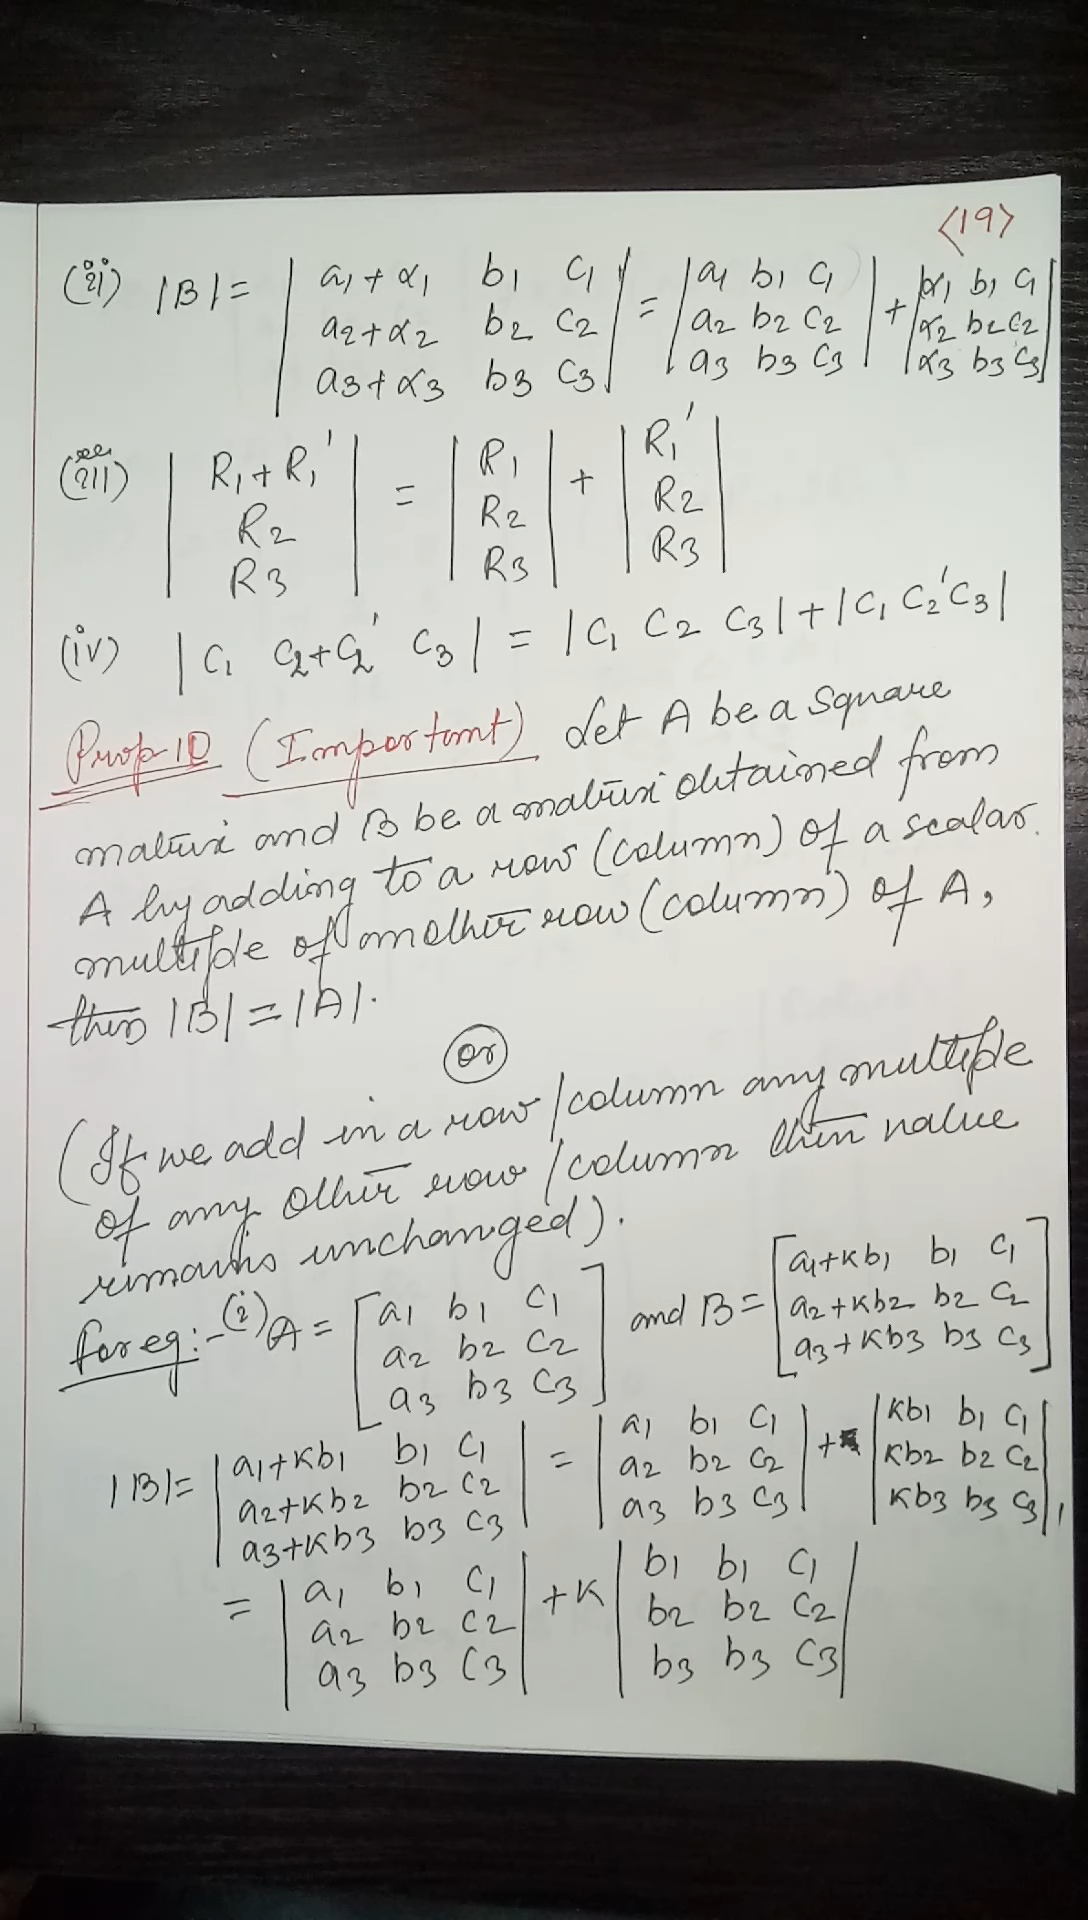 <19>
(ii) |B| = | a1+α1 b1 c1 | = | a1 b1 c1 | + | α1 b1 c1 |
| a2+α2 b2 c2 | | a2 b2 c2 | | α2 b2 c2 |
| a3+α3 b3 c3 | | a3 b3 c3 | | α3 b3 c3 |
(iii) | R1+R1' | = | R1 | + | R1' |
| R2 | | R2 | | R2 |
| R3 | | R3 | | R3 |
(iv) | C1 C2+C2' C3 | = | C1 C2 C3 | + | C1 C2' C3 |
Prop 10 (Important) Let A be a square
matrix and B be a matrix obtained from
A by adding to a row (column) of a scalar
multiple of another row (column) of A,
then |B| = |A|.
(or)
(If we add in a row/column any multiple
of any other row/column then value
remains unchanged).
for eg:- (i) A = [ a1 b1 c1 ] and B = [ a1+kb1 b1 c1 ]
[ a2 b2 c2 ] [ a2+kb2 b2 c2 ]
[ a3 b3 c3 ] [ a3+kb3 b3 c3 ]
|B| = | a1+kb1 b1 c1 | = | a1 b1 c1 | + | kb1 b1 c1 |
| a2+kb2 b2 c2 | | a2 b2 c2 | | kb2 b2 c2 |
| a3+kb3 b3 c3 | | a3 b3 c3 | | kb3 b3 c3 |,
= | a1 b1 c1 | + k | b1 b1 c1 |
| a2 b2 c2 | | b2 b2 c2 |
| a3 b3 c3 | | b3 b3 c3 |